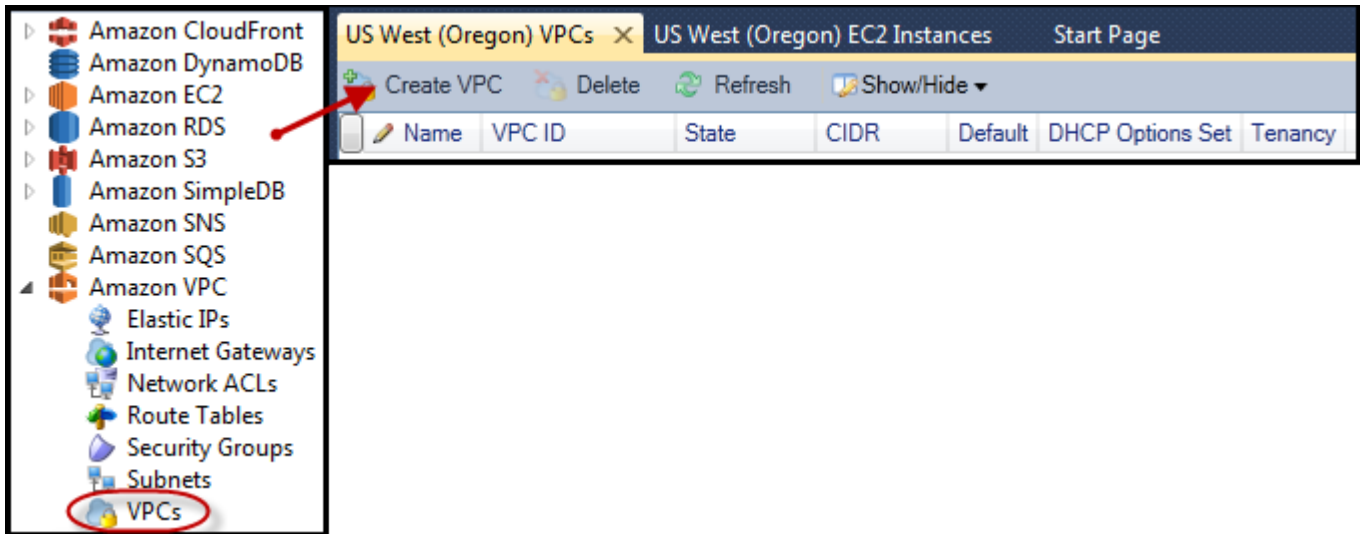 Amazon CloudFront
Amazon DynamoDB
Amazon EC2
Amazon RDS
Amazon S3
Amazon SimpleDB
Amazon SNS
Amazon SQS
Amazon VPC
Elastic IPs
Internet Gateways
Network ACLs
Route Tables
Security Groups
Subnets
VPCs
US West (Oregon) VPCs US West (Oregon) EC2 Instances Start Page
Create VPC Delete Refresh Show/Hide
Name VPC ID State CIDR Default DHCP Options Set Tenancy